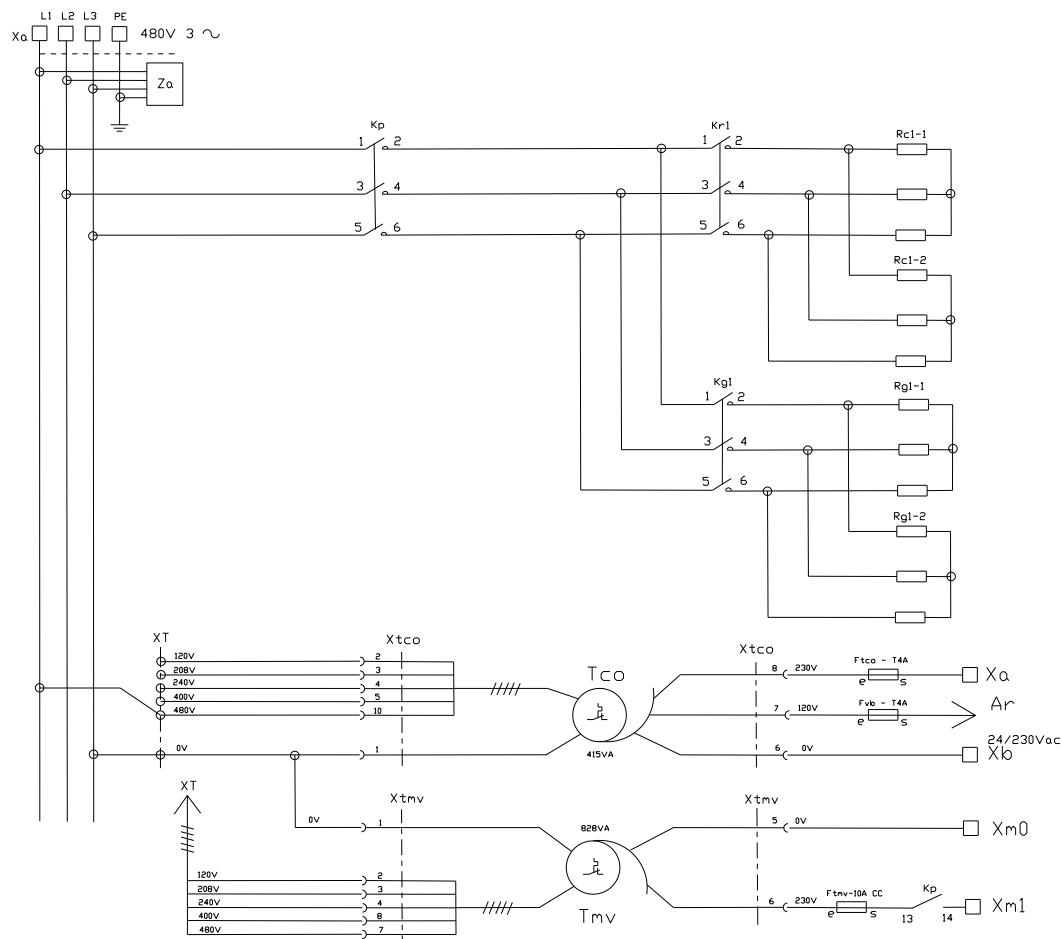 L1 L2 L3 PE
Xa 480V 3
Za
Kp Kr1 Rc1-1
1 2 1 2
3 4 3 4
5 6 5 6
Rc1-2
Kg1 Rg1-1
1 2
3 4
5 6
Rg1-2
XT Xtco Xtco
120V 2
208V 3
240V 4
400V 5
480V 10
Tco
8 230V Ftco - T4A Xa
e s
7 120V Fvb - T4A Ar
e s
24/230Vac
0V 1 415VA 6 0V Xb
XT Xtmv Xtmv
0V 1 828VA 5 0V Xm0
120V 2
208V 3
240V 4
400V 8
480V 7
Tmv
6 230V Ftmv-10A CC Kp Xm1
e s 13 14